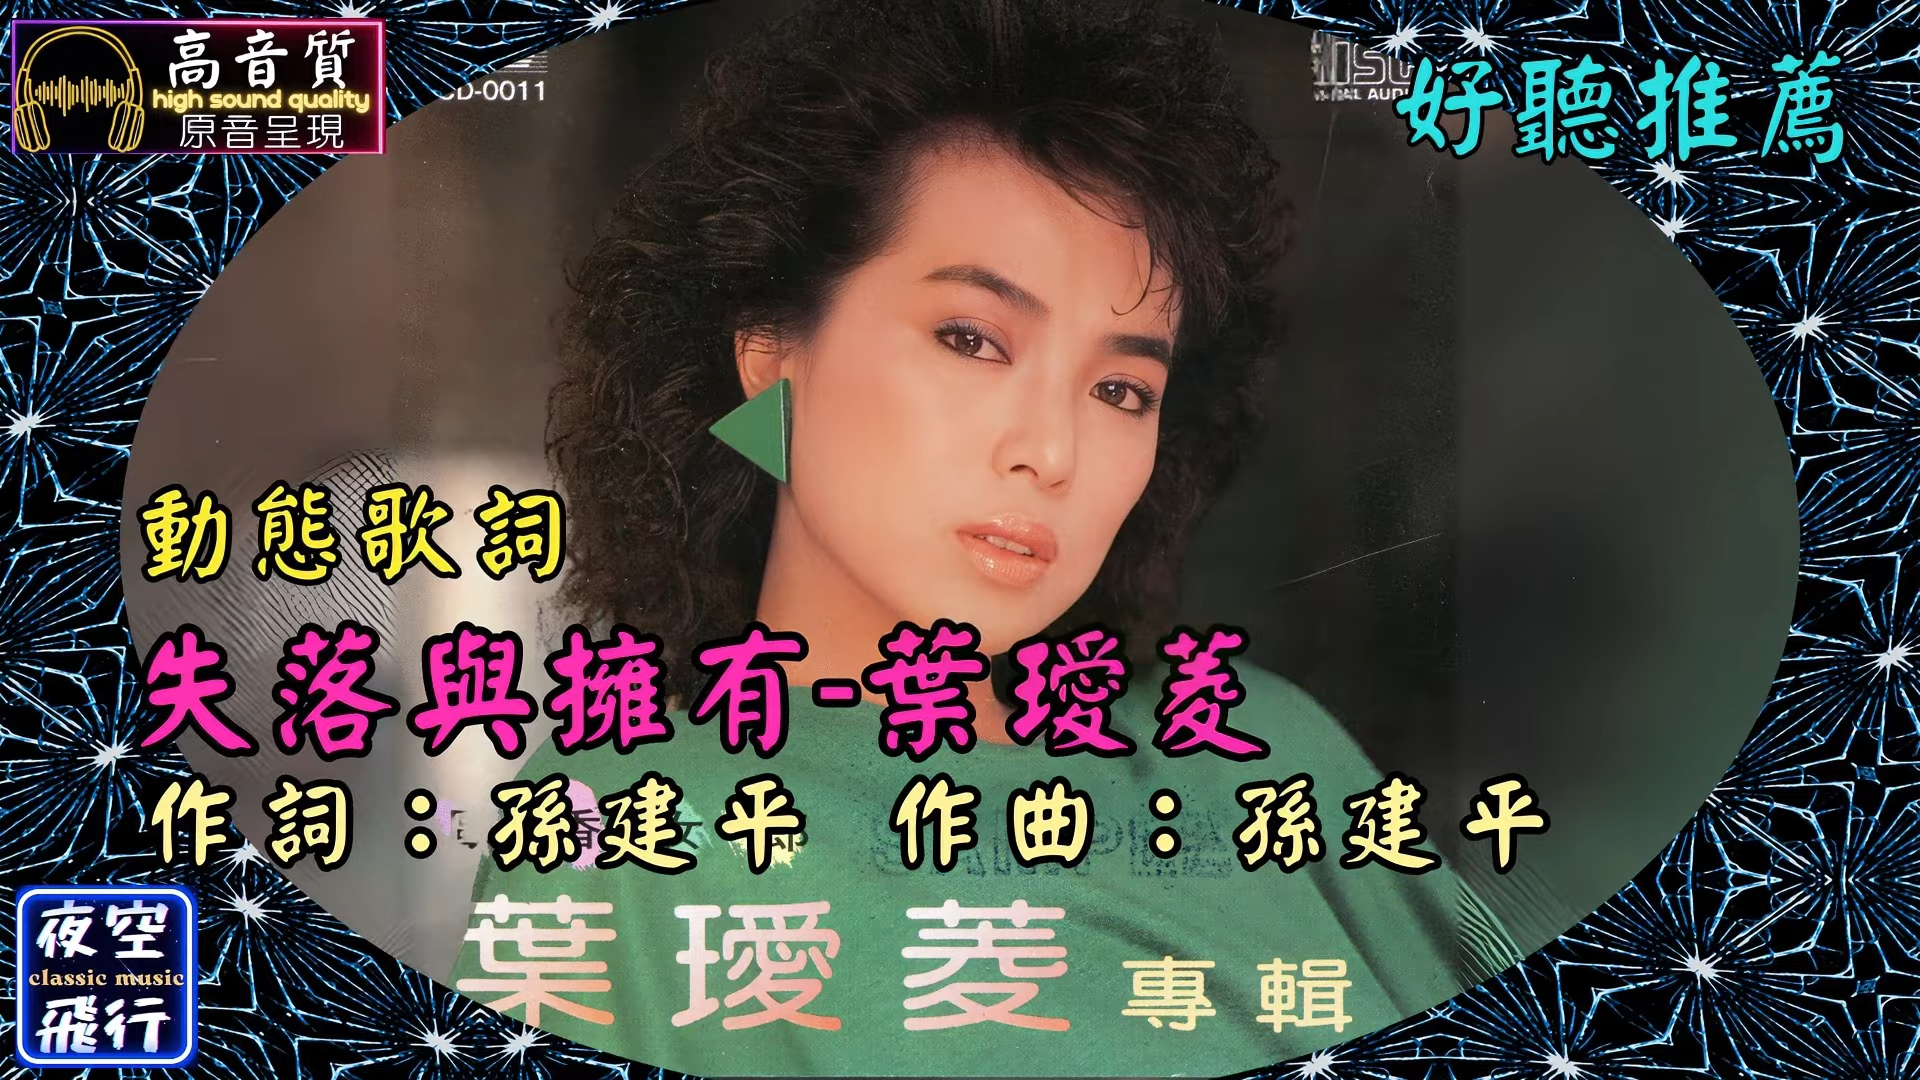 高音質
high sound quality
原音呈現
CD-0011
好聽推薦
動態歌詞
失落與擁有-葉璦菱
作詞：孫建平 作曲：孫建平
葉璦菱 專輯
夜空
classic music
飛行